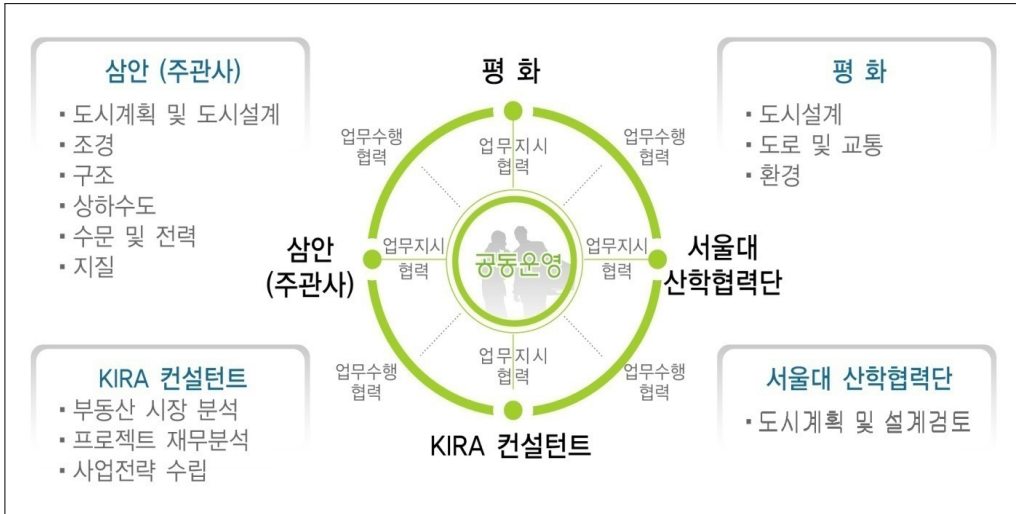 삼안 (주관사)
▪ 도시계획 및 도시설계
▪ 조경
▪ 구조
▪ 상하수도
▪ 수문 및 전력
▪ 지질
평 화
평 화
▪ 도시설계
▪ 도로 및 교통
▪ 환경
업무수행
협력
업무지시
협력
업무수행
협력
삼안
(주관사)
업무지시
협력
공동운영
업무지시
협력
서울대
산학협력단
업무수행
협력
업무지시
협력
업무수행
협력
KIRA 컨설턴트
KIRA 컨설턴트
▪ 부동산 시장 분석
▪ 프로젝트 재무분석
▪ 사업전략 수립
서울대 산학협력단
▪ 도시계획 및 설계검토